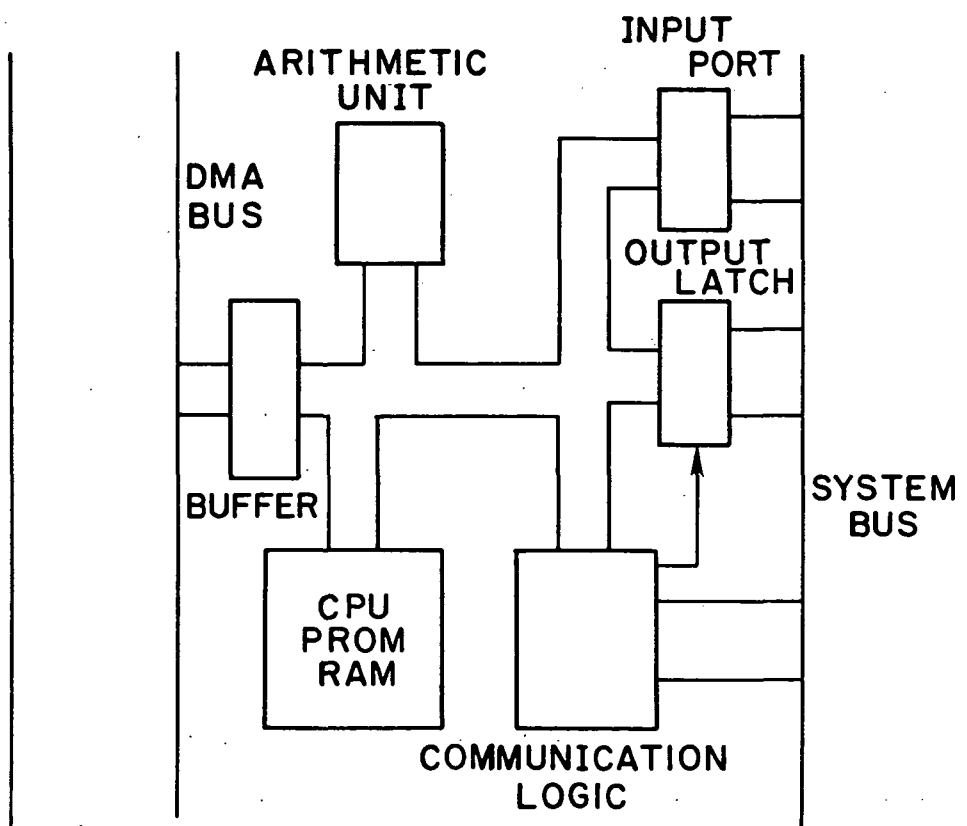 INPUT
PORT
ARITHMETIC
UNIT
DMA
BUS
OUTPUT
LATCH
BUFFER
SYSTEM
BUS
CPU
PROM
RAM
COMMUNICATION
LOGIC